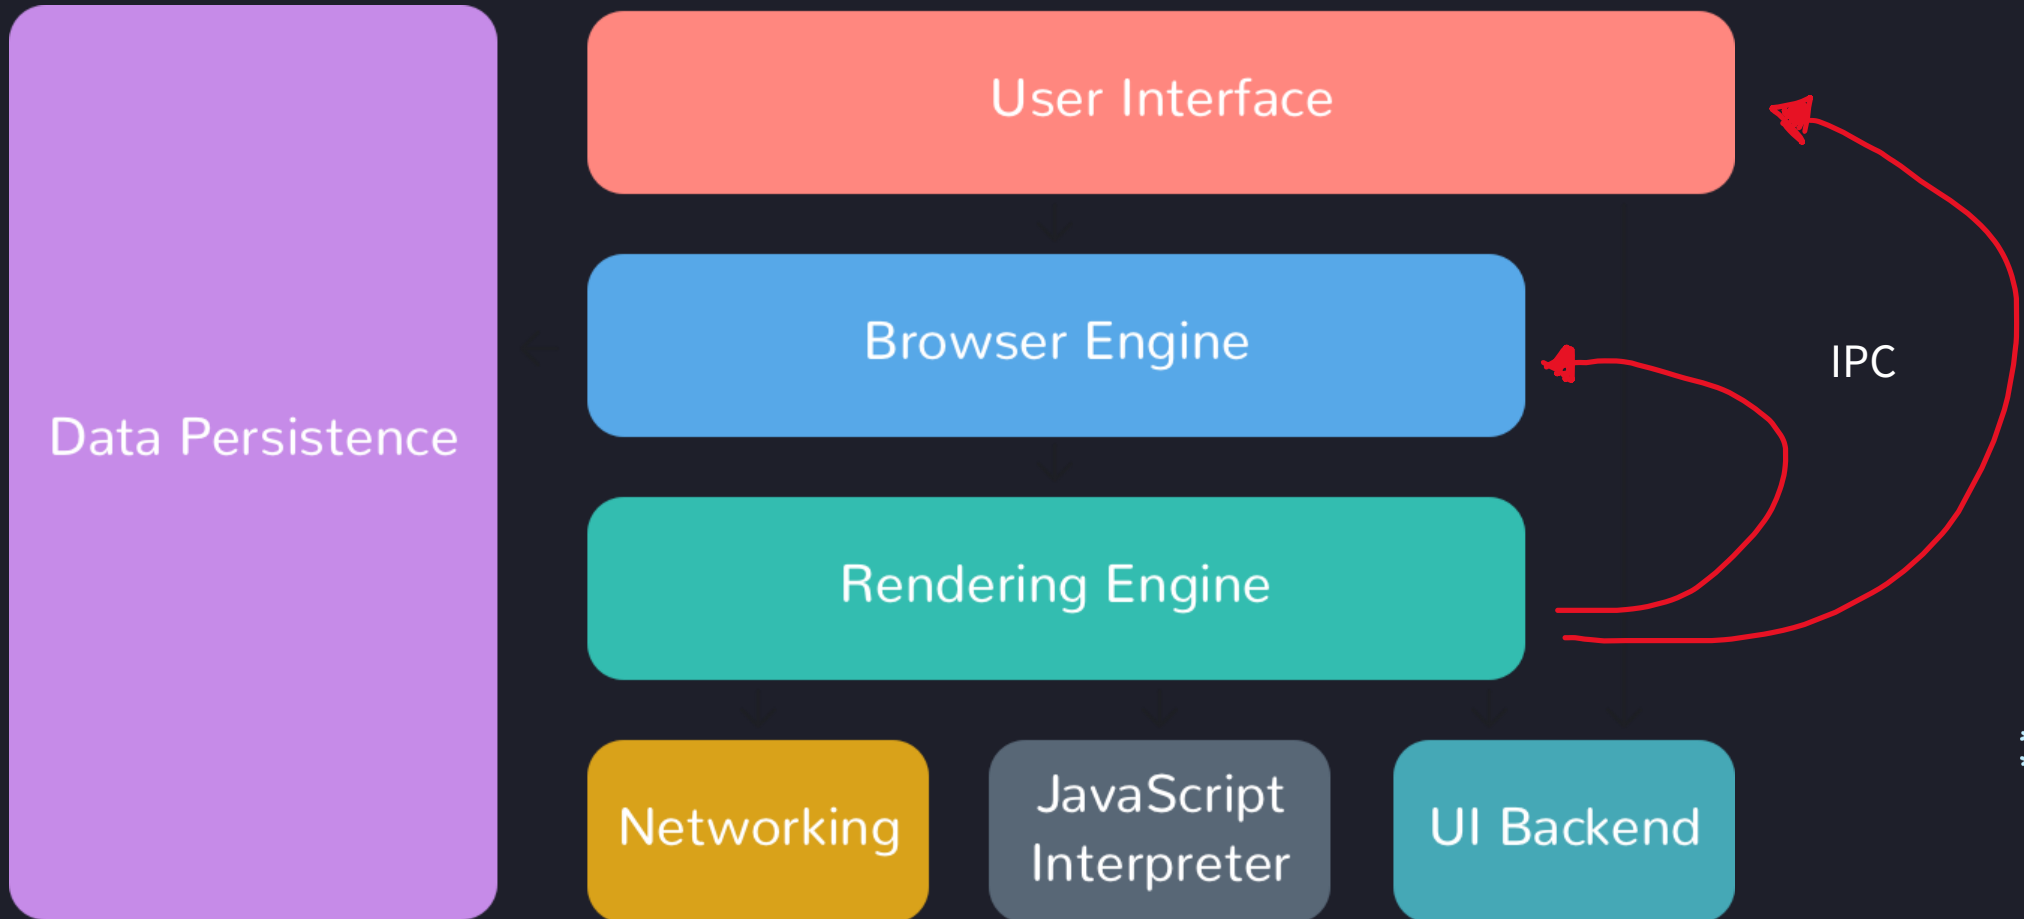 User Interface
Browser Engine
IPC
Data Persistence
Rendering Engine
Networking
JavaScript
Interpreter
UI Backend